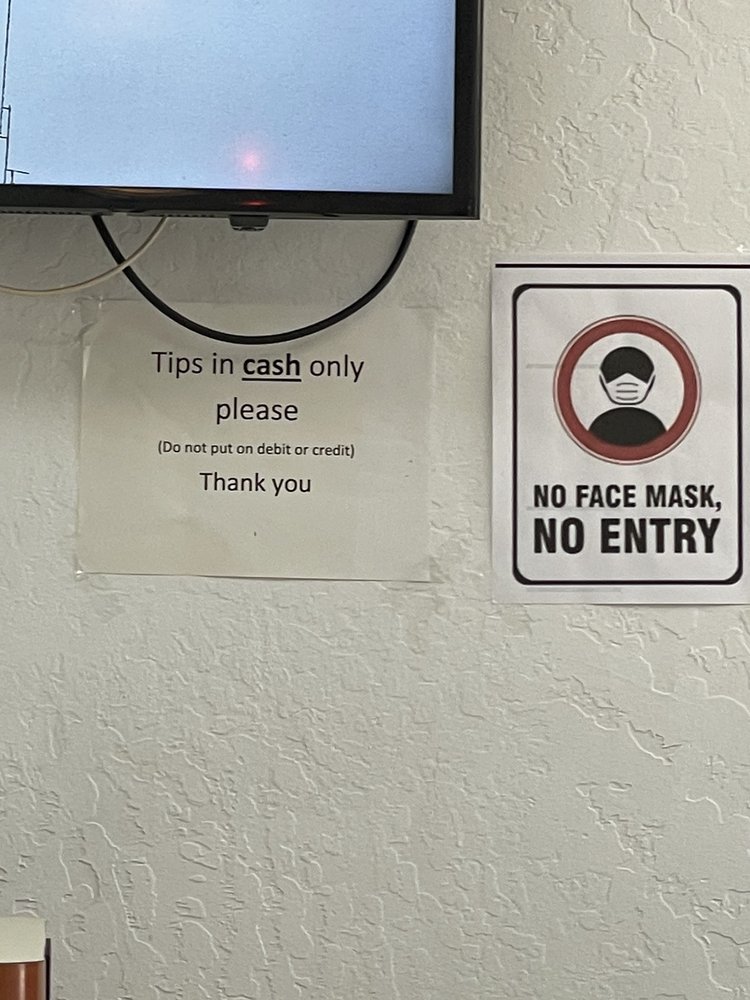 Tips in cash only
please
(Do not put on debit or credit)
Thank you
NO FACE MASK,
NO ENTRY